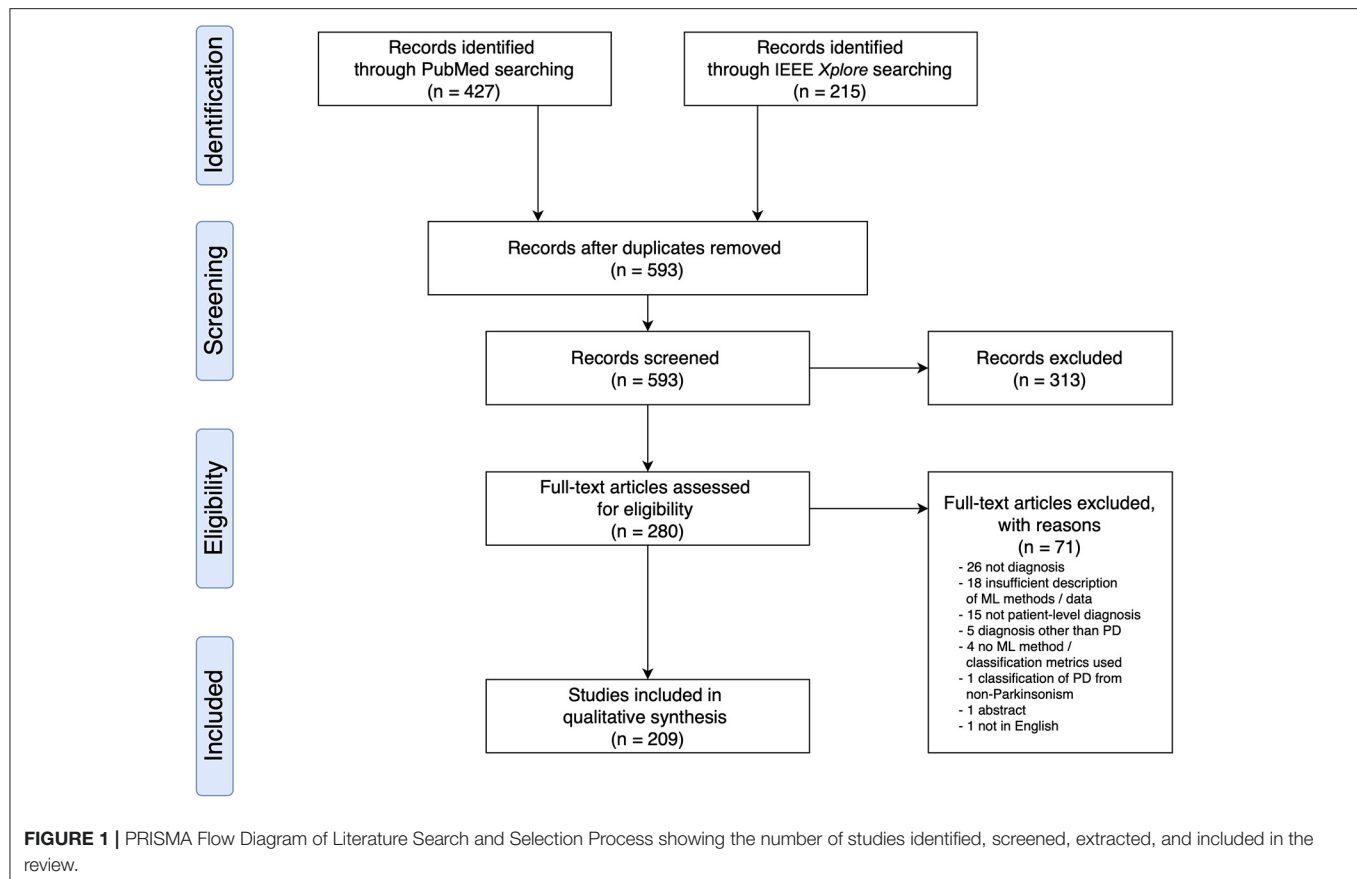 Identification
Records identified
through PubMed searching
(n = 427)
Records identified
through IEEE Xplore searching
(n = 215)
Screening
Records after duplicates removed
(n = 593)
Records screened
(n = 593)
Records excluded
(n = 313)
Eligibility
Full-text articles assessed
for eligibility
(n = 280)
Full-text articles excluded,
with reasons
(n = 71)
- 26 not diagnosis
- 18 insufficient description
of ML methods / data
- 15 not patient-level diagnosis
- 5 diagnosis other than PD
- 4 no ML method /
classification metrics used
- 1 classification of PD from
non-Parkinsonism
- 1 abstract
- 1 not in English
Included
Studies included in
qualitative synthesis
(n = 209)
FIGURE 1 | PRISMA Flow Diagram of Literature Search and Selection Process showing the number of studies identified, screened, extracted, and included in the
review.